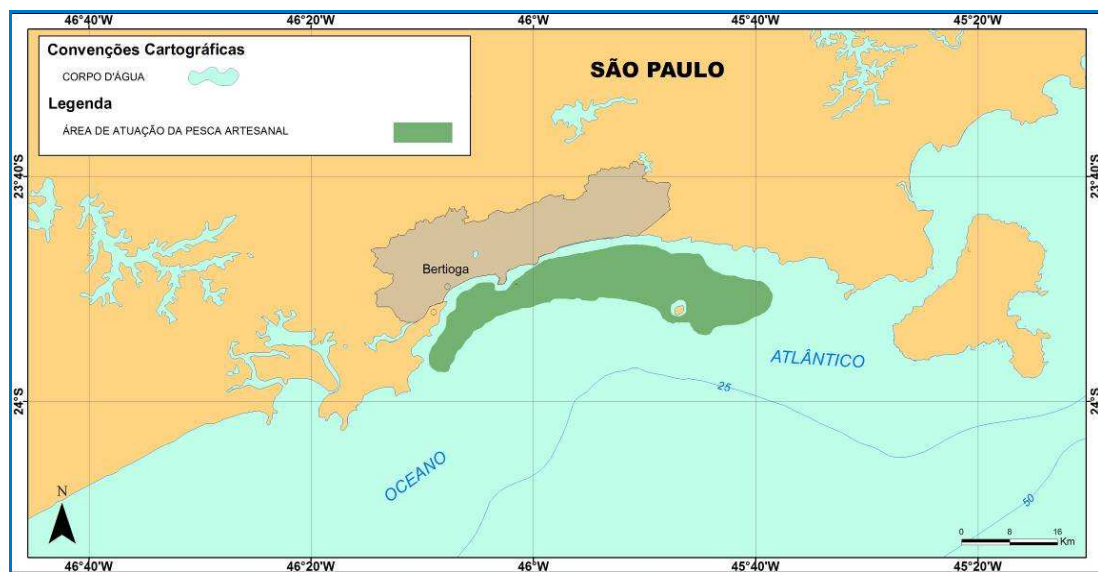 46°40'W 46°20'W 46°W 45°40'W 45°20'W
Convenções Cartográficas
CORPO D'ÁGUA
Legenda
ÁREA DE ATUAÇÃO DA PESCA ARTESANAL
SÃO PAULO
23°40'S 23°40'S
Bertioga
ATLÂNTICO
25
24°S 24°S
OCEANO
50
N
0 8 16
Km
46°40'W 46°20'W 46°W 45°40'W 45°20'W